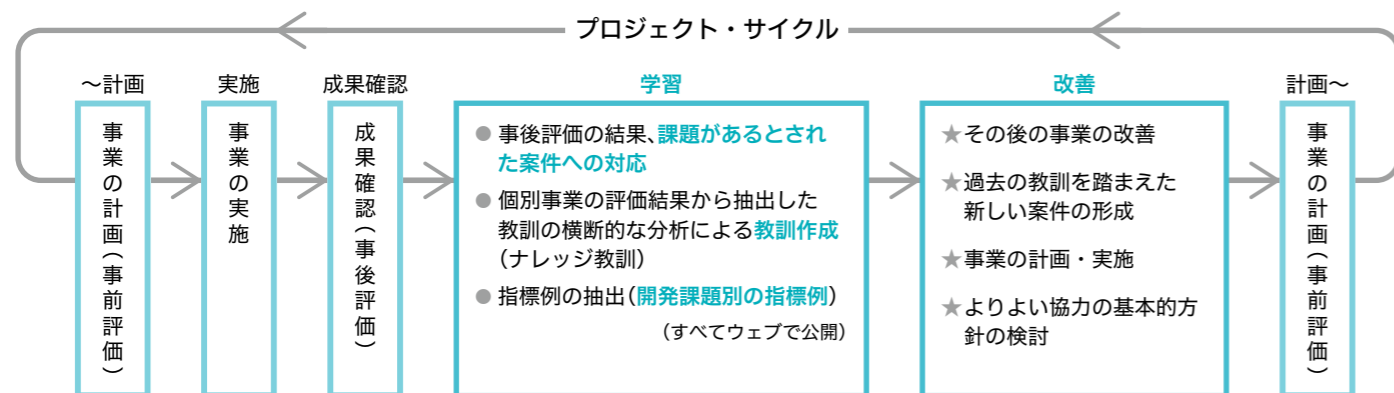 プロジェクト・サイクル
～計画
事業の計画（事前評価）
実施
事業の実施
成果確認
成果確認（事後評価）
学習
● 事後評価の結果、課題があるとされ
た案件への対応
● 個別事業の評価結果から抽出した
教訓の横断的な分析による教訓作成
（ナレッジ教訓）
● 指標例の抽出（開発課題別の指標例）
（すべてウェブで公開）
改善
★その後の事業の改善
★過去の教訓を踏まえた
新しい案件の形成
★事業の計画・実施
★よりよい協力の基本的方
針の検討
計画～
事業の計画（事前評価）